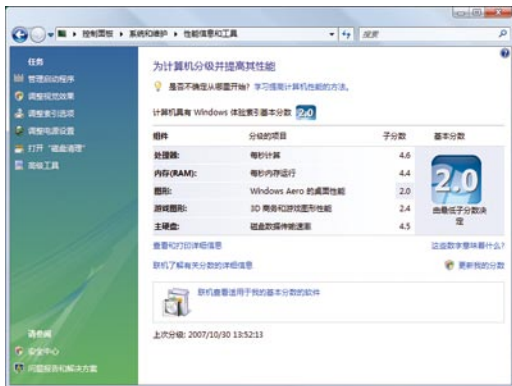 控制面板 ▸ 系统和维护 ▸ 性能信息和工具
搜索
任务
管理启动程序
调整视觉效果
调整索引选项
调整电源设置
打开“磁盘清理”
高级工具
请参阅
安全中心
问题报告和解决方案
为计算机分级并提高其性能
是否不确定从哪里开始? 学习提高计算机性能的方法。
计算机具有 Windows 体验索引基本分数 2.0
组件 分级的项目 子分数 基本分数
处理器: 每秒计算 4.6
内存(RAM): 每秒内存运行 4.4
图形: Windows Aero 的桌面性能 2.0
游戏图形: 3D 商务和游戏图形性能 2.4
主硬盘: 磁盘数据传输速率 4.5
2.0
由最低子分数决
定
查看和打印详细信息 这些数字意味着什么?
联机了解有关分数的详细信息 更新我的分数
联机查看适用于我的基本分数的软件
上次分级: 2007/10/30 13:52:13